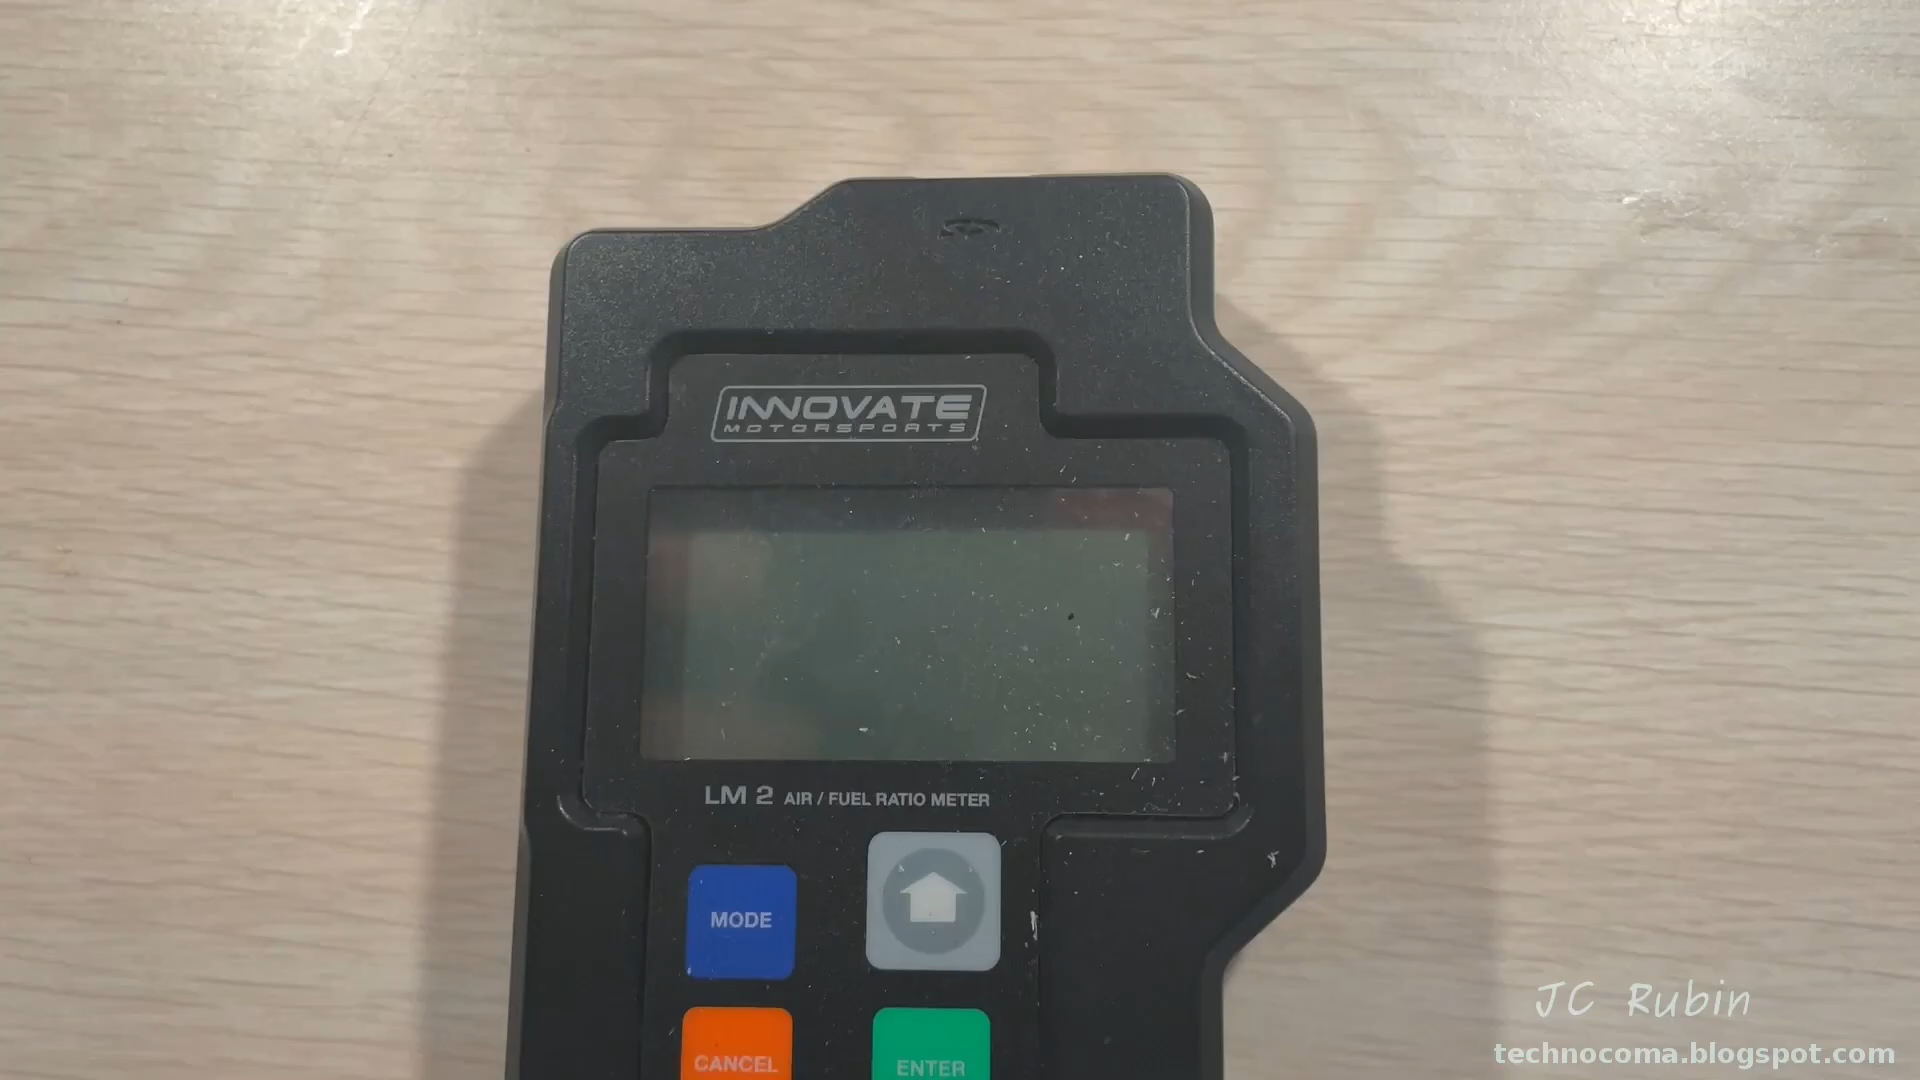 INNOVATE
MOTORSPORTS
LM 2 AIR / FUEL RATIO METER
MODE
CANCEL
ENTER
JC Rubin
technocoma.blogspot.com